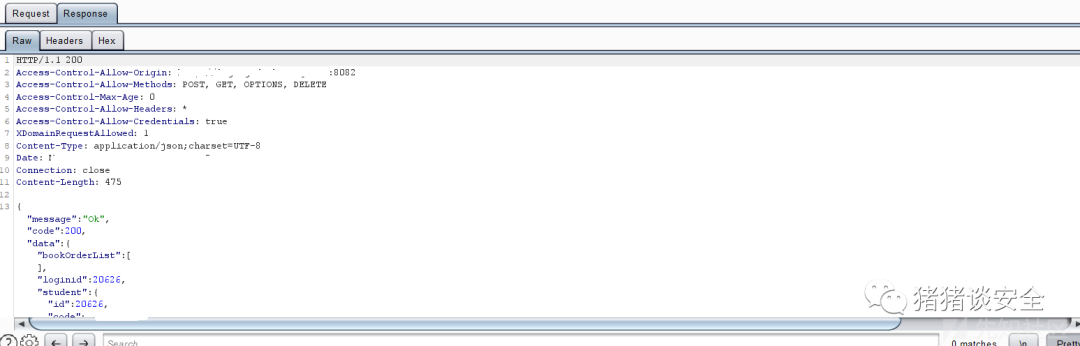 Request Response
Raw Headers Hex
1 HTTP/1.1 200
2 Access-Control-Allow-Origin: :8082
3 Access-Control-Allow-Methods: POST, GET, OPTIONS, DELETE
4 Access-Control-Max-Age: 0
5 Access-Control-Allow-Headers: *
6 Access-Control-Allow-Credentials: true
7 XDomainRequestAllowed: 1
8 Content-Type: application/json;charset=UTF-8
9 Date:
10 Connection: close
11 Content-Length: 475
12
13 {
"message":"Ok",
"code":200,
"data":{
"bookOrderList":[
],
"loginid":20626,
"student":{
"id":20626,
"code":
猪猪谈安全
Search... 0 matches \n Pretty